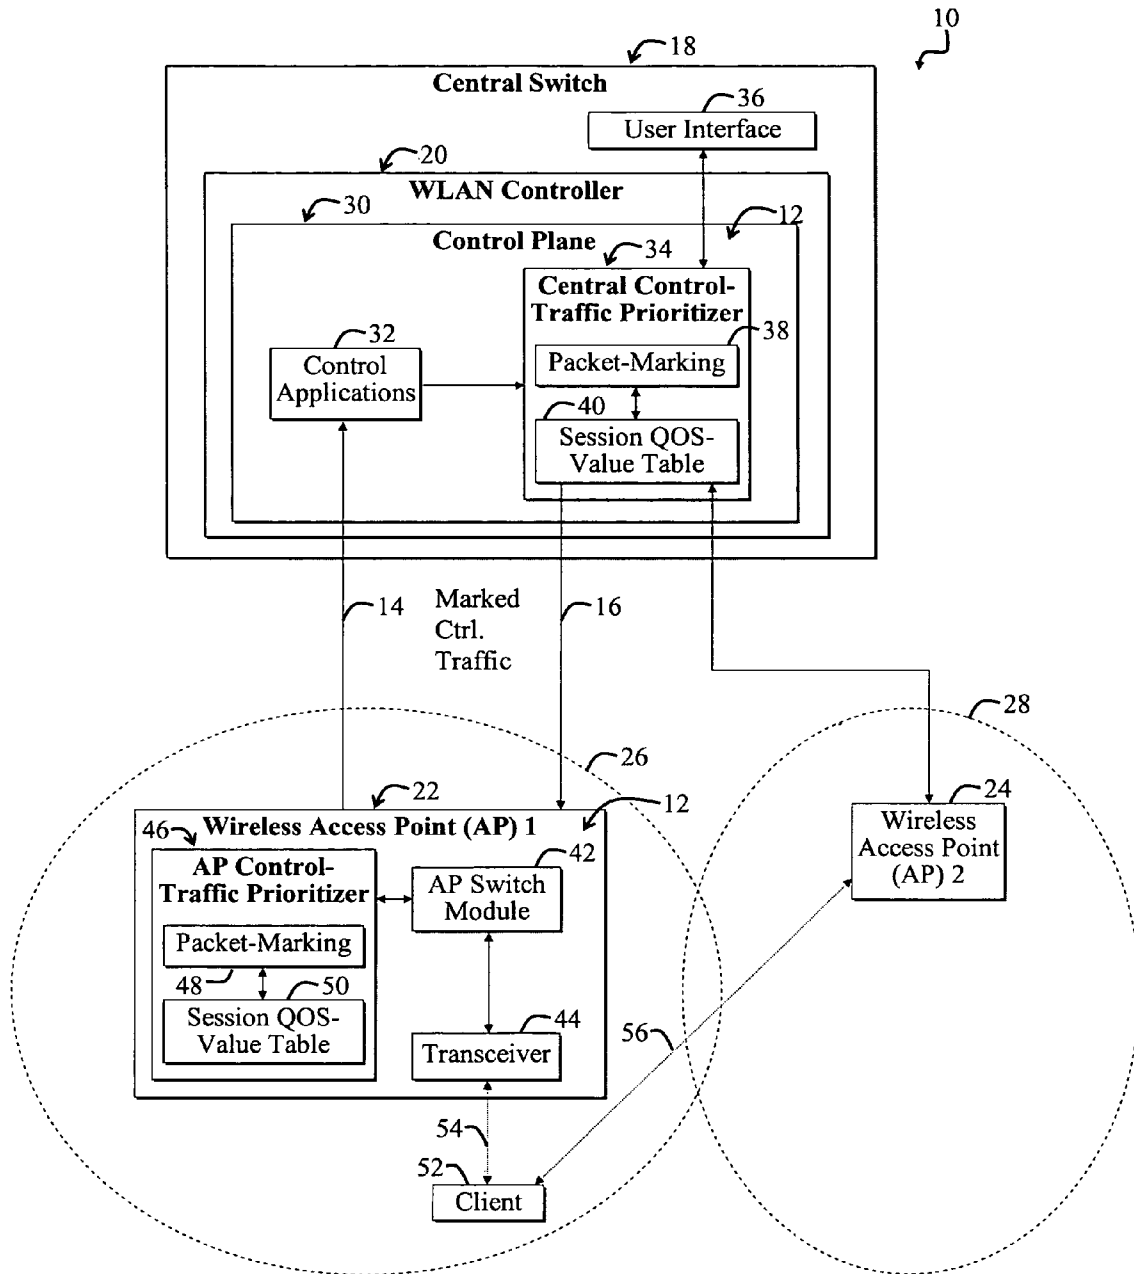 10
18
Central Switch
36
User Interface
20
WLAN Controller
30
12
Control Plane
34
Central Control-
Traffic Prioritizer
32
38
Control
Applications
Packet-Marking
40
Session QOS-
Value Table
14
Marked
Ctrl.
Traffic
16
28
26
22
12
24
Wireless Access Point (AP) 1
Wireless
Access Point
(AP) 2
46
AP Control-
Traffic Prioritizer
42
AP Switch
Module
Packet-Marking
48
50
Session QOS-
Value Table
44
Transceiver
56
54
52
Client